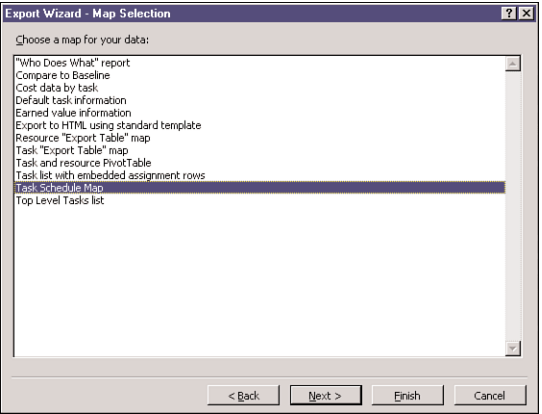 Export Wizard - Map Selection
Choose a map for your data:
"Who Does What" report
Compare to Baseline
Cost data by task
Default task information
Earned value information
Export to HTML using standard template
Resource "Export Table" map
Task "Export Table" map
Task and resource PivotTable
Task list with embedded assignment rows
Task Schedule Map
Top Level Tasks list
< Back Next > Finish Cancel